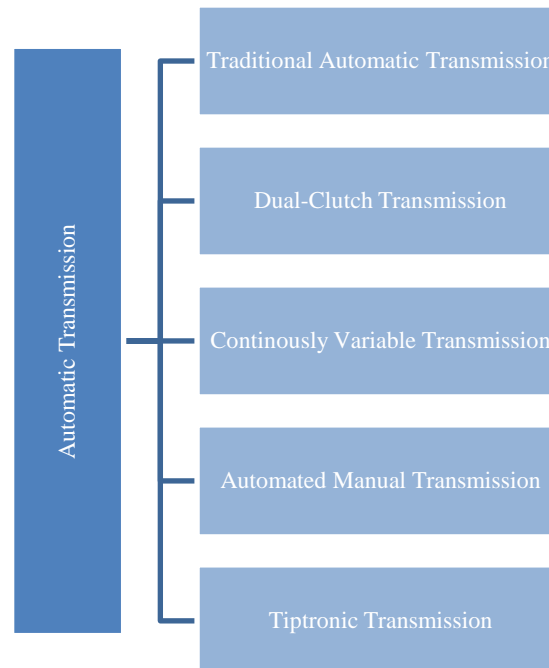 Automatic Transmission
Traditional Automatic Transmission
Dual-Clutch Transmission
Continously Variable Transmission
Automated Manual Transmission
Tiptronic Transmission